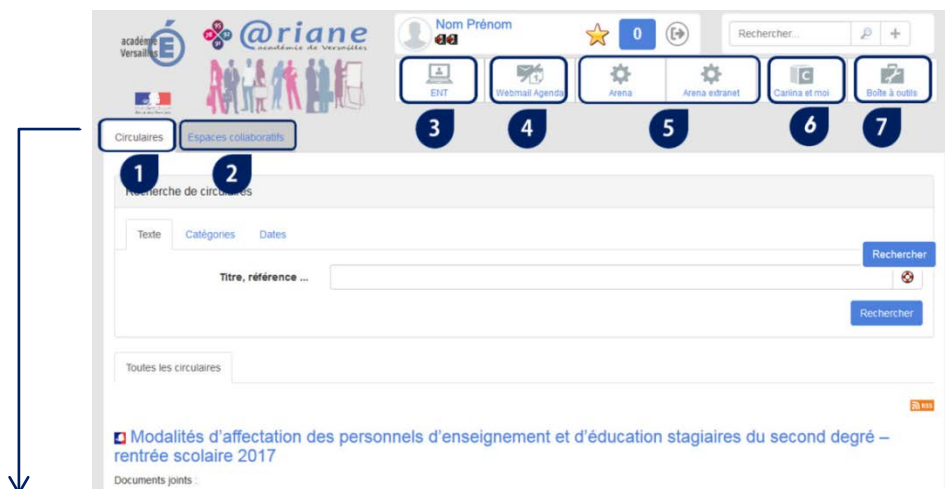 académie
Versailles
@riane
académie de Versailles
Nom Prénom
0
Rechercher...
+
ENT
Webmail Agenda
Arena
Arena extranet
Cariina et moi
Boîte à outils
3
4
5
6
7
Circulaires
Espaces collaboratifs
1
2
Recherche de circulaires
Texte
Catégories
Dates
Rechercher
Titre, référence ...
Rechercher
Toutes les circulaires
RSS
Modalités d'affectation des personnels d'enseignement et d'éducation stagiaires du second degré –
rentrée scolaire 2017
Documents joints :